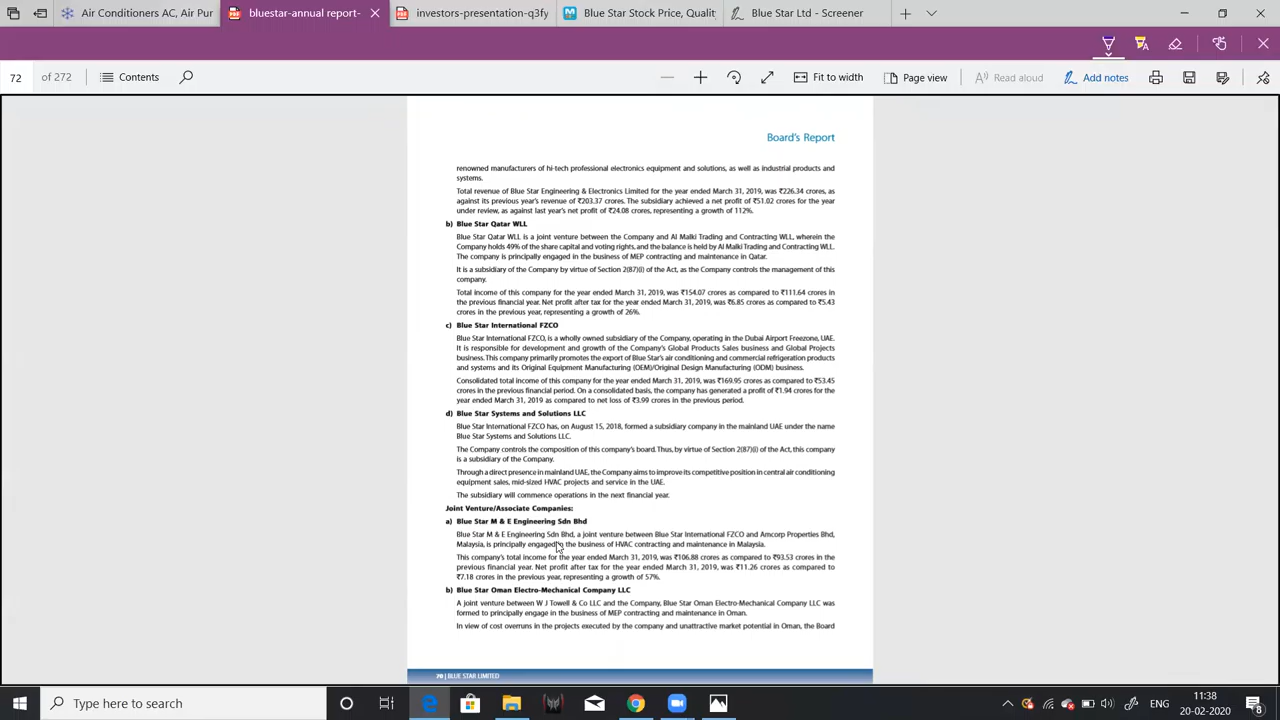 Air Conditioners AC, Air Puri
bluestar-annual-report-
investors-update-q3fy
Blue Star Stock Price, Qualit
Blue Star Ltd - Screener
72 of 272 Contents
Fit to width
Page view
Read aloud
Add notes
Board's Report
renowned manufacturers of hi-tech professional electronics equipment and solutions, as well as industrial products and
systems.
Total revenue of Blue Star Engineering & Electronics Limited for the year ended March 31, 2019, was ₹226.34 crores, as
against its previous year's revenue of ₹203.37 crores. The subsidiary achieved a net profit of ₹51.02 crores for the year
under review, as against last year's net profit of ₹24.08 crores, representing a growth of 112%.
b) Blue Star Qatar WLL
Blue Star Qatar WLL is a joint venture between the Company and Al Malki Trading and Contracting WLL, wherein the
Company holds 49% of the share capital and voting rights, and the balance is held by Al Malki Trading and Contracting WLL.
The company is principally engaged in the business of MEP contracting and maintenance in Qatar.
It is a subsidiary of the Company by virtue of Section 2(87)(i) of the Act, as the Company controls the management of this
company.
Total income of this company for the year ended March 31, 2019, was ₹154.07 crores as compared to ₹111.64 crores in
the previous financial year. Net profit after tax for the year ended March 31, 2019, was ₹6.85 crores as compared to ₹5.43
crores in the previous year, representing a growth of 26%.
c) Blue Star International FZCO
Blue Star International FZCO, is a wholly owned subsidiary of the Company, operating in the Dubai Airport Freezone, UAE.
It is responsible for development and growth of the Company's Global Products Sales business and Global Projects
business. This company primarily promotes the export of Blue Star's air conditioning and commercial refrigeration products
and systems and its Original Equipment Manufacturing (OEM)/Original Design Manufacturing (ODM) business.
Consolidated total income of this company for the year ended March 31, 2019, was ₹169.95 crores as compared to ₹53.45
crores in the previous financial period. On a consolidated basis, the company has generated a profit of ₹1.94 crores for the
year ended March 31, 2019 as compared to net loss of ₹3.99 crores in the previous period.
d) Blue Star Systems and Solutions LLC
Blue Star International FZCO has, on August 15, 2018, formed a subsidiary company in the mainland UAE under the name
Blue Star Systems and Solutions LLC.
The Company controls the composition of this company's board. Thus, by virtue of Section 2(87)(i) of the Act, this company
is a subsidiary of the Company.
Through a direct presence in mainland UAE, the Company aims to improve its competitive position in central air conditioning
equipment sales, mid-sized HVAC projects and service in the UAE.
The subsidiary will commence operations in the next financial year.
Joint Venture/Associate Companies:
a) Blue Star M & E Engineering Sdn Bhd
Blue Star M & E Engineering Sdn Bhd, a joint venture between Blue Star International FZCO and Amcorp Properties Bhd,
Malaysia, is principally engaged in the business of HVAC contracting and maintenance in Malaysia.
This company's total income for the year ended March 31, 2019, was ₹106.88 crores as compared to ₹93.53 crores in the
previous financial year. Net profit after tax for the year ended March 31, 2019, was ₹11.26 crores as compared to
₹7.18 crores in the previous year, representing a growth of 57%.
b) Blue Star Oman Electro-Mechanical Company LLC
A joint venture between W J Towell & Co LLC and the Company, Blue Star Oman Electro-Mechanical Company LLC was
formed to principally engage in the business of MEP contracting and maintenance in Oman.
In view of cost overruns in the projects executed by the company and unattractive market potential in Oman, the Board
70 | BLUE STAR LIMITED
Type here to search
ENG
11:38
20-02-2020
8